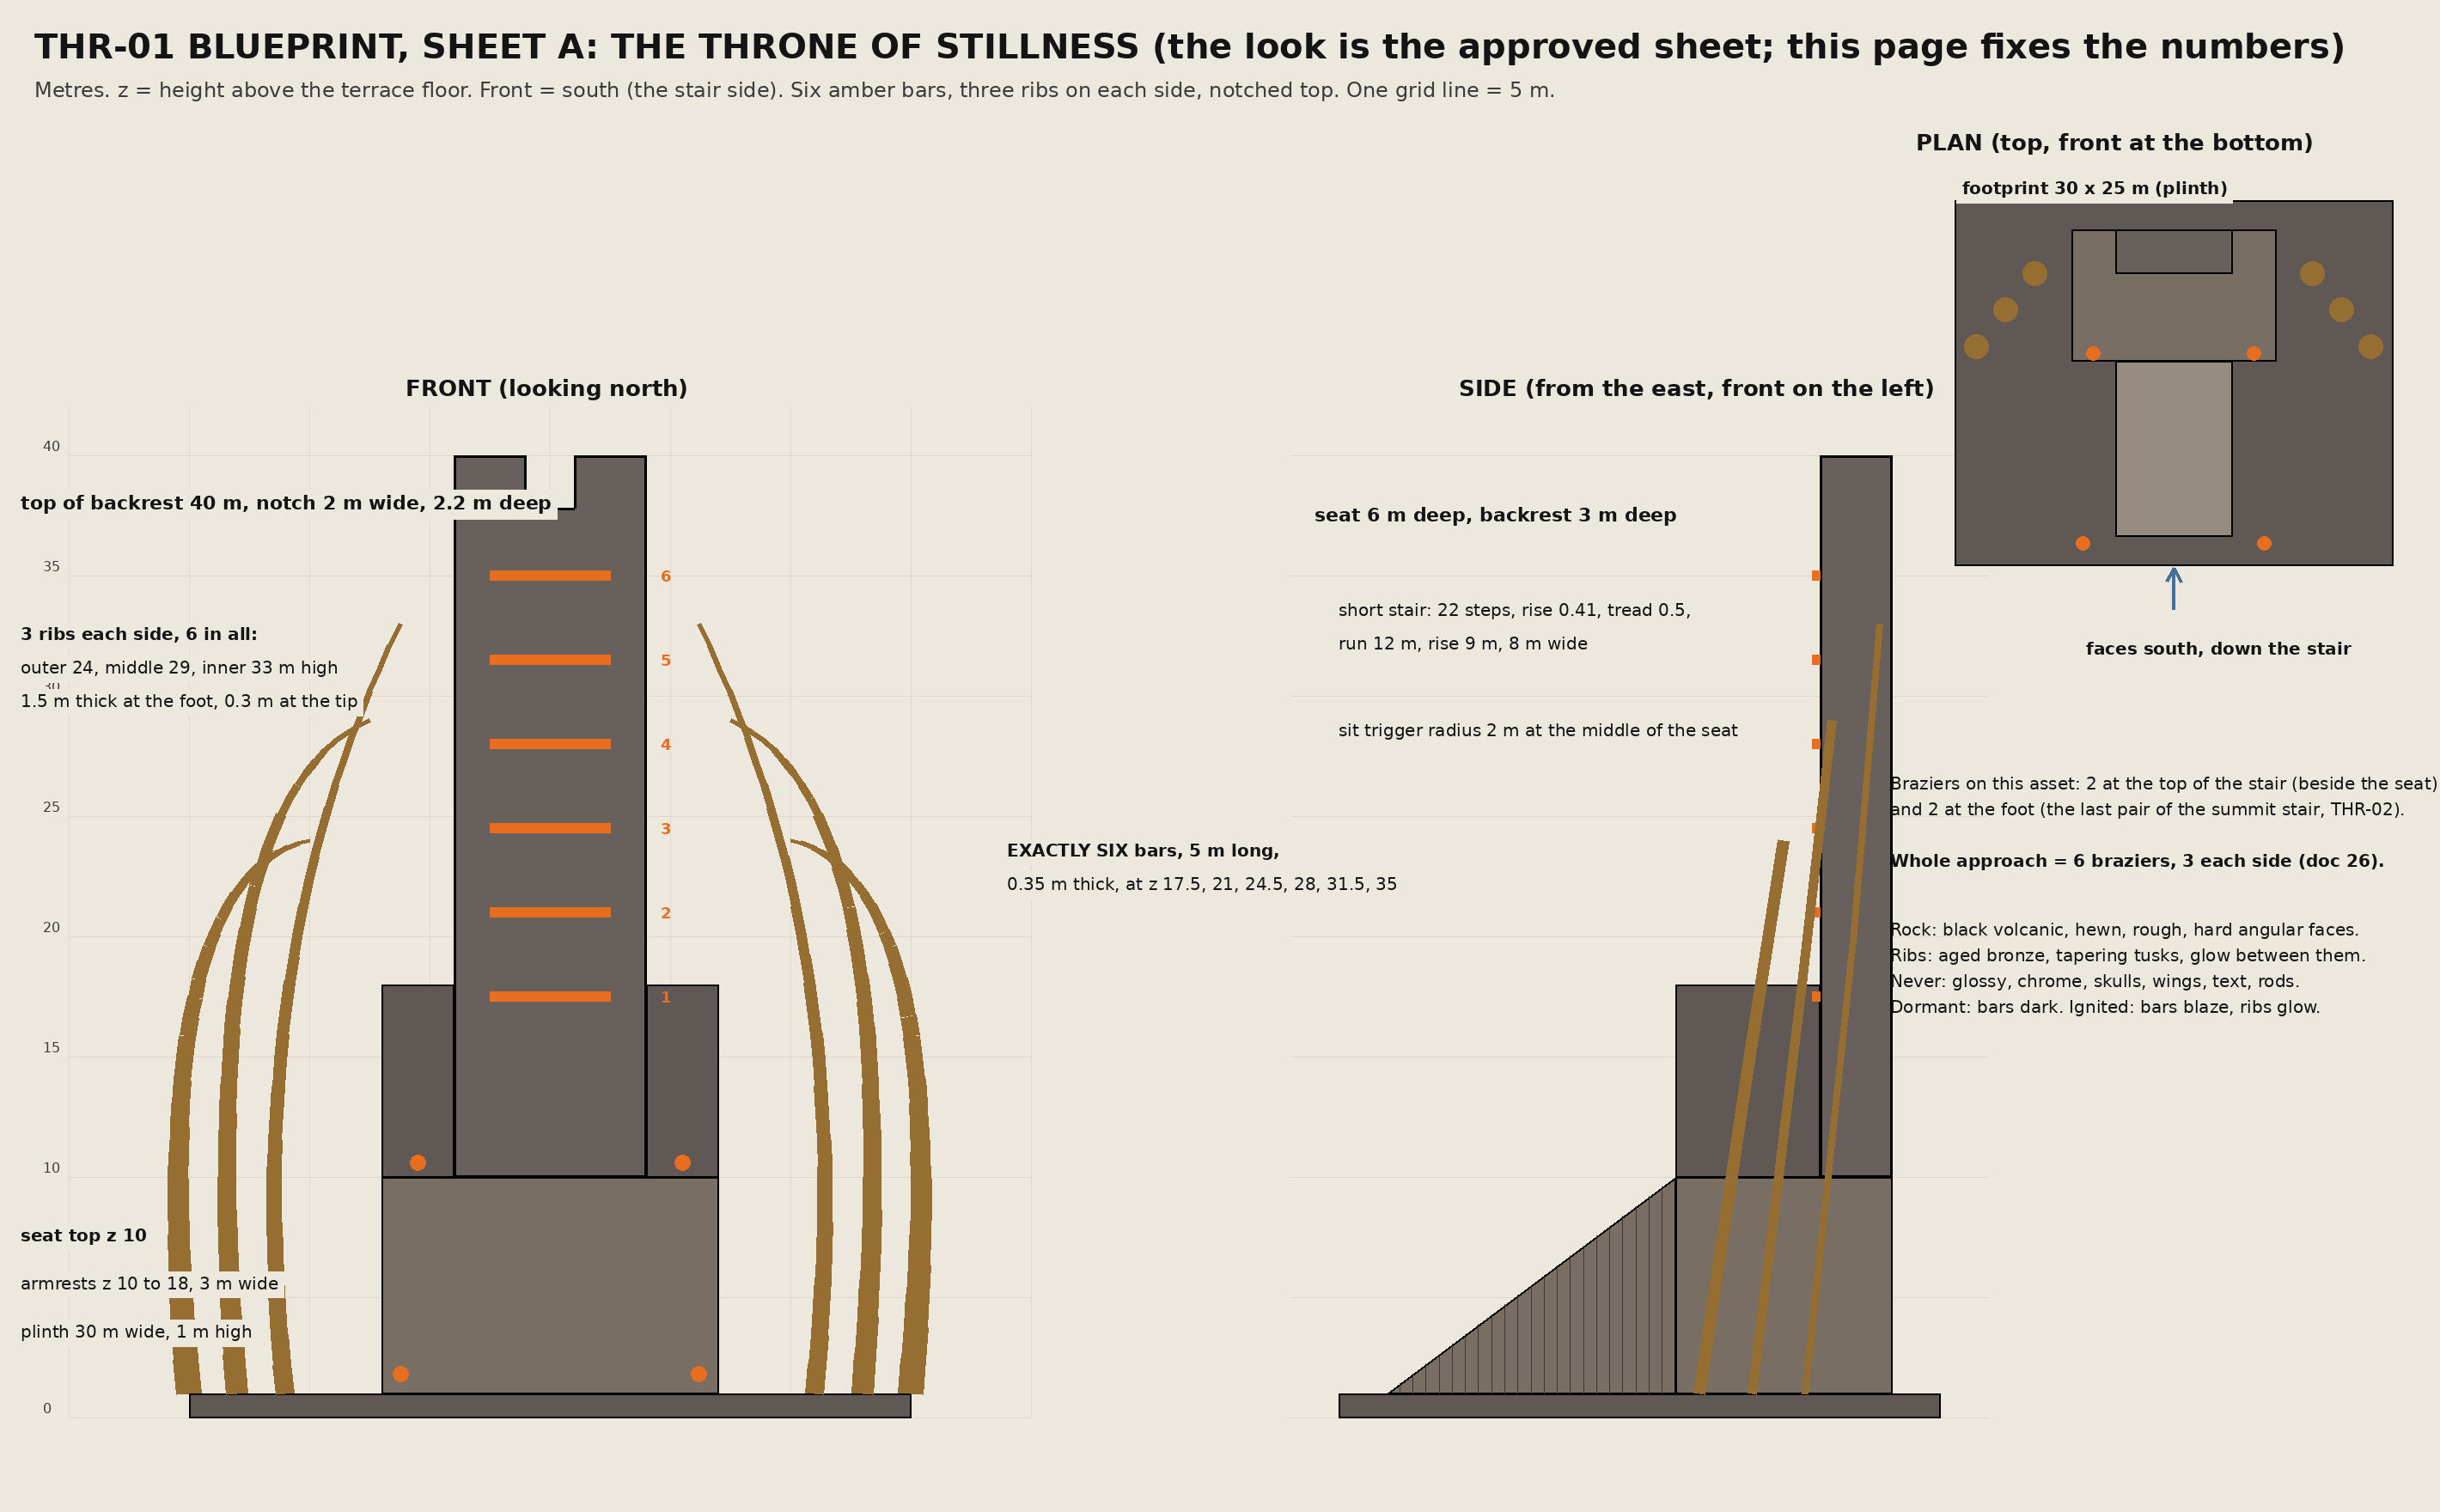 THR-01 BLUEPRINT, SHEET A: THE THRONE OF STILLNESS (the look is the approved sheet; this page fixes the numbers)
Metres. z = height above the terrace floor. Front = south (the stair side). Six amber bars, three ribs on each side, notched top. One grid line = 5 m.
PLAN (top, front at the bottom)
footprint 30 x 25 m (plinth)
faces south, down the stair
FRONT (looking north)
40
top of backrest 40 m, notch 2 m wide, 2.2 m deep
35
6
3 ribs each side, 6 in all:
outer 24, middle 29, inner 33 m high
5
1.5 m thick at the foot, 0.3 m at the tip
4
25
3
20
2
1
15
10
seat top z 10
armrests z 10 to 18, 3 m wide
plinth 30 m wide, 1 m high
0
EXACTLY SIX bars, 5 m long,
0.35 m thick, at z 17.5, 21, 24.5, 28, 31.5, 35
SIDE (from the east, front on the left)
seat 6 m deep, backrest 3 m deep
short stair: 22 steps, rise 0.41, tread 0.5,
run 12 m, rise 9 m, 8 m wide
sit trigger radius 2 m at the middle of the seat
Braziers on this asset: 2 at the top of the stair (beside the seat)
and 2 at the foot (the last pair of the summit stair, THR-02).
Whole approach = 6 braziers, 3 each side (doc 26).
Rock: black volcanic, hewn, rough, hard angular faces.
Ribs: aged bronze, tapering tusks, glow between them.
Never: glossy, chrome, skulls, wings, text, rods.
Dormant: bars dark. Ignited: bars blaze, ribs glow.